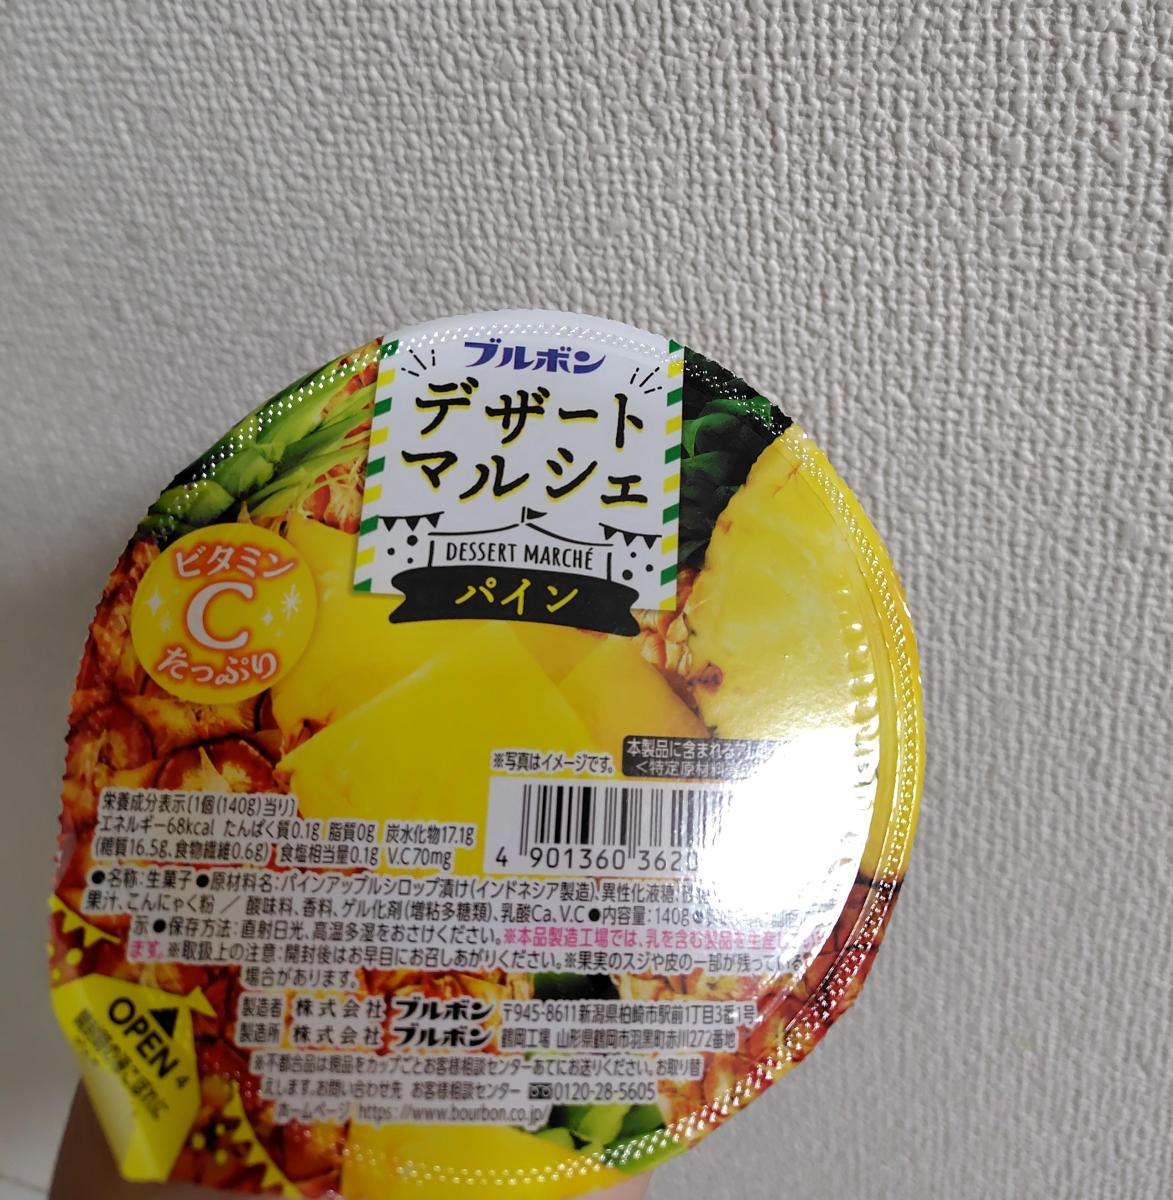 ブルボン
デザート
マルシェ
DESSERT MARCHÉ
パイン
ビタミン
C
たっぷり
※写真はイメージです。
本製品に含まれる
<特定原材料
栄養成分表示〔1個(140g)当り〕
エネルギー68kcal たんぱく質0.1g 脂質0g 炭水化物17.1g
(糖質16.5g、食物繊維0.6g) 食塩相当量0.1g V.C 70mg
4 901360 3620
●名称:生菓子●原材料名:パインアップルシロップ漬け(インドネシア製造)、異性化液糖、
果汁、こんにゃく粉 / 酸味料、香料、ゲル化剤(増粘多糖類)、乳酸Ca、V.C●内容量:140g
示●保存方法:直射日光、高温多湿をおさけください。※本品製造工場では、乳を含む製品を生産して
ます。※取扱上の注意:開封後はお早目にお召しあがりください。※果実のスジや皮の一部が残っている
場合があります。
製造者 株式会社 ブルボン 〒945-8611新潟県柏崎市駅前1丁目3番1号
製造所 株式会社 ブルボン 鶴岡工場 山形県鶴岡市羽黒町赤川272番地
※不都合品は現品をカップごとお客様相談センターあてにお送りください。お取り替
えします。お問い合わせ先 お客様相談センター 0120-28-5605
ホームページ https://www.bourbon.co.jp/
OPEN 4